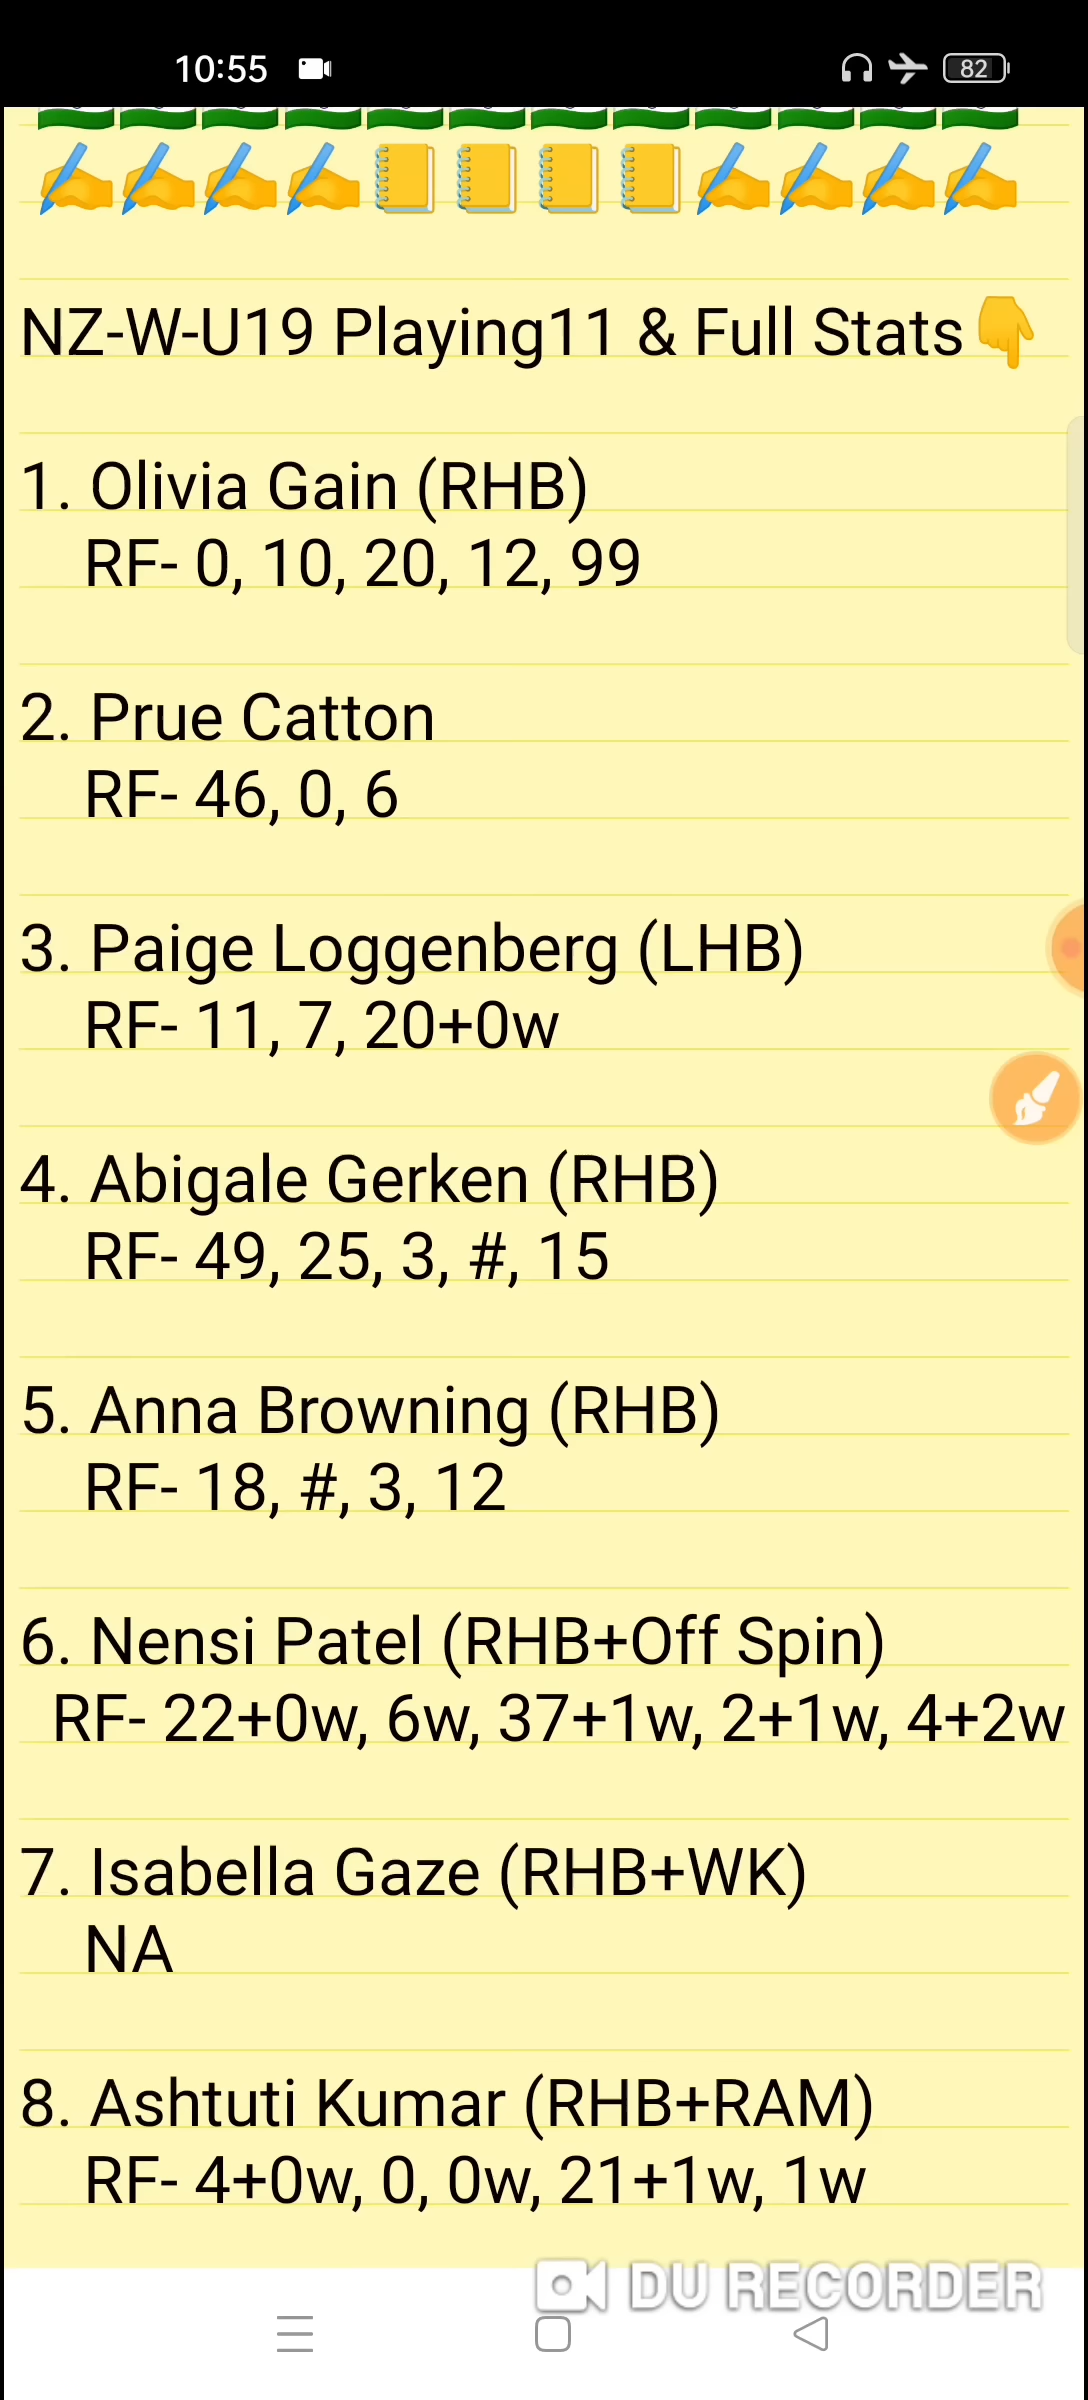 10:55
82
NZ-W-U19 Playing11 & Full Stats👇
1. Olivia Gain (RHB)
RF- 0, 10, 20, 12, 99
2. Prue Catton
RF- 46, 0, 6
3. Paige Loggenberg (LHB)
RF- 11, 7, 20+0w
4. Abigale Gerken (RHB)
RF- 49, 25, 3, #, 15
5. Anna Browning (RHB)
RF- 18, #, 3, 12
6. Nensi Patel (RHB+Off Spin)
RF- 22+0w, 6w, 37+1w, 2+1w, 4+2w
7. Isabella Gaze (RHB+WK)
NA
8. Ashtuti Kumar (RHB+RAM)
RF- 4+0w, 0, 0w, 21+1w, 1w
DU RECORDER